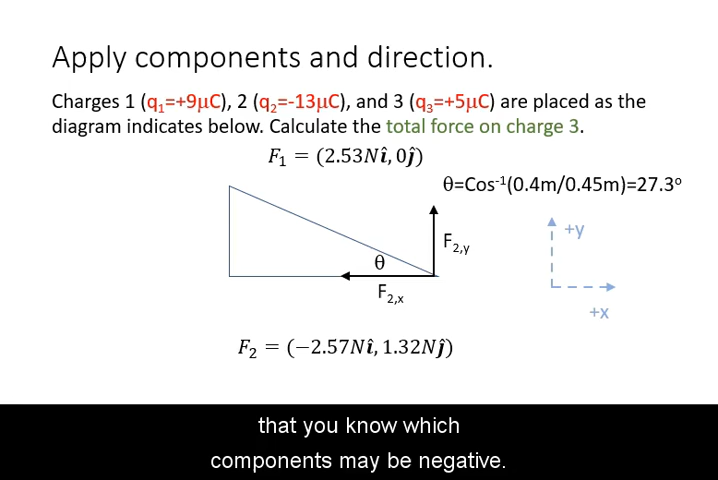 Apply components and direction.
Charges 1 (q₁=+9μC), 2 (q₂=-13μC), and 3 (q₃=+5μC) are placed as the
diagram indicates below. Calculate the total force on charge 3.
F₁ = (2.53Nî, 0ĵ)
θ=Cos⁻¹(0.4m/0.45m)=27.3º
+y
F₂,y
θ
F₂,x
+x
F₂ = (−2.57Nî, 1.32Nĵ)
that you know which
components may be negative.